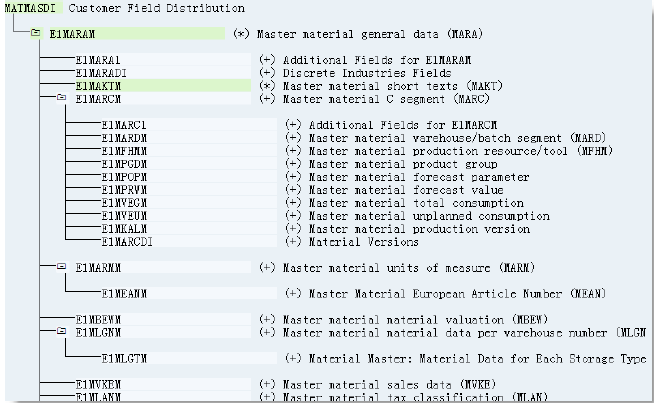 MATMASDI Customer Field Distribution
E1MARAM (*) Master material general data (MARA)
E1MARA1 (+) Additional Fields for E1MARAM
E1MARADI (+) Discrete Industries Fields
E1MAKTM (*) Master material short texts (MAKT)
E1MARCM (+) Master material C segment (MARC)
E1MARC1 (+) Additional Fields for E1MARCM
E1MARDM (+) Master material warehouse/batch segment (MARD)
E1MFHMM (+) Master material production resource/tool (MFHM)
E1MPGDM (+) Master material product group
E1MPOPM (+) Master material forecast parameter
E1MPRWM (+) Master material forecast value
E1MVEGM (+) Master material total consumption
E1MVEUM (+) Master material unplanned consumption
E1MKALM (+) Master material production version
E1MARCDI (+) Material Versions
E1MARMM (+) Master material units of measure (MARM)
E1MEANM (+) Master Material European Article Number (MEAN)
E1MBEWM (+) Master material material valuation (MBEW)
E1MLGNM (+) Master material material data per warehouse number (MLGN
E1MLGTM (+) Material Master: Material Data for Each Storage Type
E1MVKEM (+) Master material sales data (MVKE)
E1MLANM (+) Master material tax classification (MLAN)